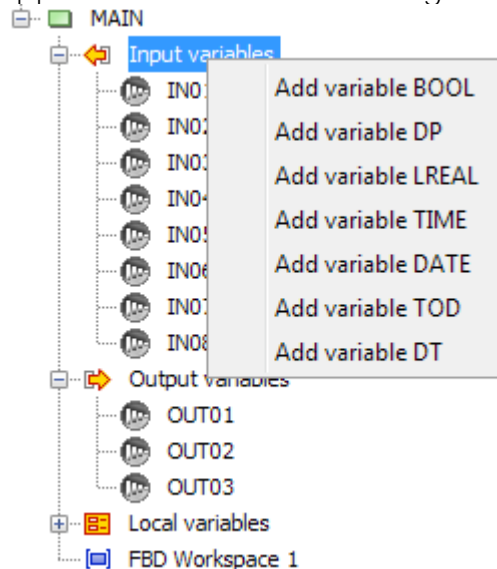 MAIN
Input variables
IN01
Add variable BOOL
IN02
Add variable DP
IN03
Add variable LREAL
IN04
Add variable TIME
IN05
Add variable DATE
IN06
Add variable TOD
IN07
Add variable DT
IN08
Output variables
OUT01
OUT02
OUT03
Local variables
FBD Workspace 1